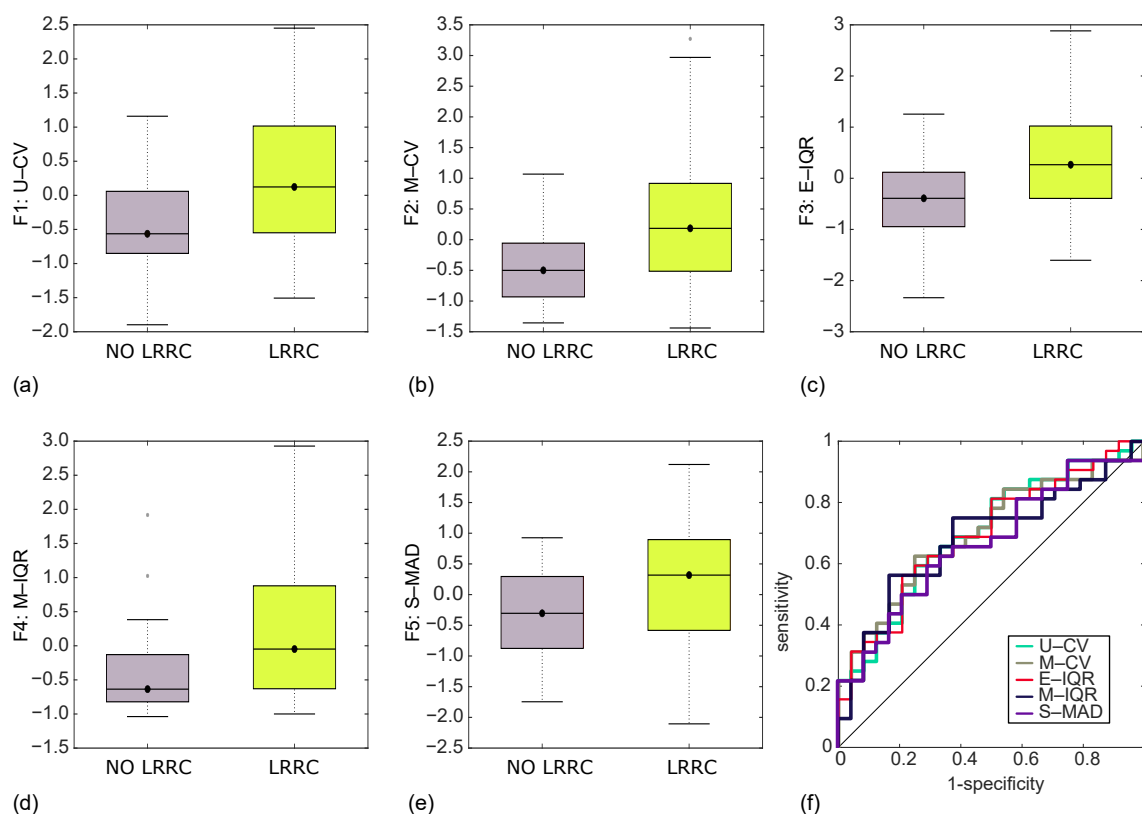 F1: U–CV
2.5
2.0
1.5
1.0
0.5
0.0
−0.5
−1.0
−1.5
−2.0
NO LRRC LRRC
(a)
F2: M–CV
3.5
3.0
2.5
2.0
1.5
1.0
0.5
0.0
−0.5
−1.0
−1.5
NO LRRC LRRC
(b)
F3: E–IQR
3
2
1
0
−1
−2
−3
NO LRRC LRRC
(c)
F4: M–IQR
3.0
2.5
2.0
1.5
1.0
0.5
0.0
−0.5
−1.0
−1.5
NO LRRC LRRC
(d)
F5: S–MAD
2.5
2.0
1.5
1.0
0.5
0.0
−0.5
−1.0
−1.5
−2.0
−2.5
NO LRRC LRRC
(e)
sensitivity
1
0.8
0.6
0.4
0.2
0
U–CV
M–CV
E–IQR
M–IQR
S–MAD
0 0.2 0.4 0.6 0.8 1
1-specificity
(f)